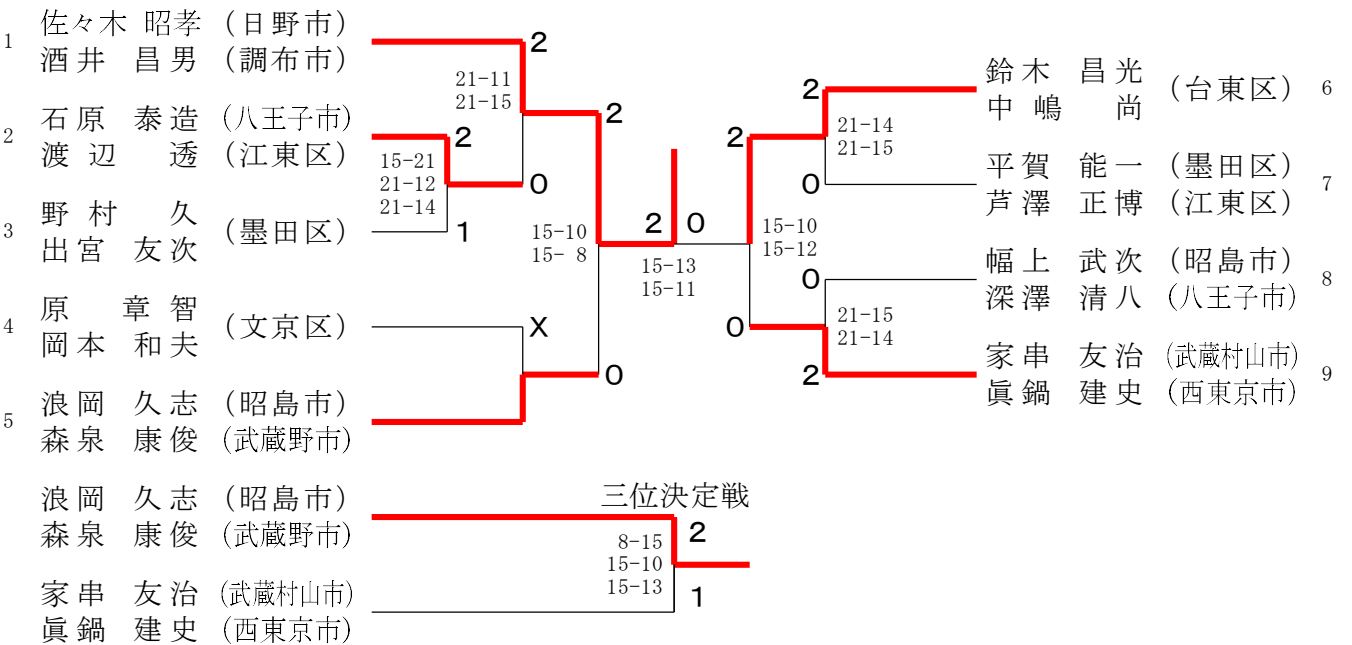 1
佐々木 昭孝 (日野市)
酒井 昌男 (調布市)
2
21-11
21-15
2
石原 泰造 (八王子市)
渡辺 透 (江東区)
2
2
15-21
21-12
21-14
0
3
野村 久
出宮 友次
(墨田区)
1
15-10
15- 8
4
原 章智
岡本 和夫
(文京区)
X
0
5
浪岡 久志 (昭島市)
森泉 康俊 (武蔵野市)
2 0
15-13
15-11
鈴木 昌光
中嶋 尚
(台東区)
6
2
21-14
21-15
2
平賀 能一 (墨田区)
芦澤 正博 (江東区)
7
0
15-10
15-12
幅上 武次 (昭島市)
深澤 清八 (八王子市)
8
0
21-15
21-14
0
家串 友治 (武蔵村山市)
眞鍋 建史 (西東京市)
9
2
三位決定戦
浪岡 久志 (昭島市)
森泉 康俊 (武蔵野市)
2
8-15
15-10
15-13
1
家串 友治 (武蔵村山市)
眞鍋 建史 (西東京市)